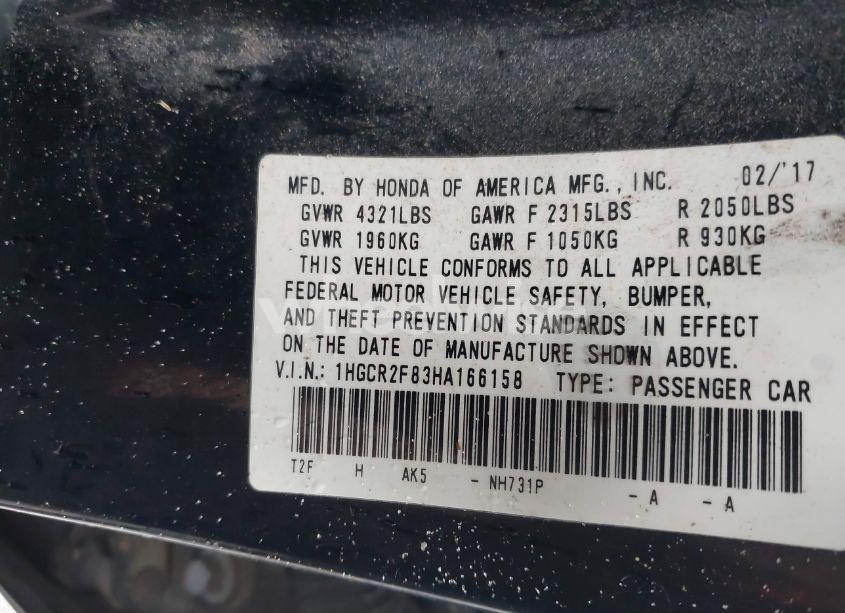 MFD. BY HONDA OF AMERICA MFG., INC. 02/'17
GVWR 4321LBS GAWR F 2315LBS R 2050LBS
GVWR 1960KG GAWR F 1050KG R 930KG
THIS VEHICLE CONFORMS TO ALL APPLICABLE
FEDERAL MOTOR VEHICLE SAFETY, BUMPER,
AND THEFT PREVENTION STANDARDS IN EFFECT
ON THE DATE OF MANUFACTURE SHOWN ABOVE.
V.I.N.: 1HGCR2F83HA166158 TYPE: PASSENGER CAR
T2F H AK5 - NH731P - A - A